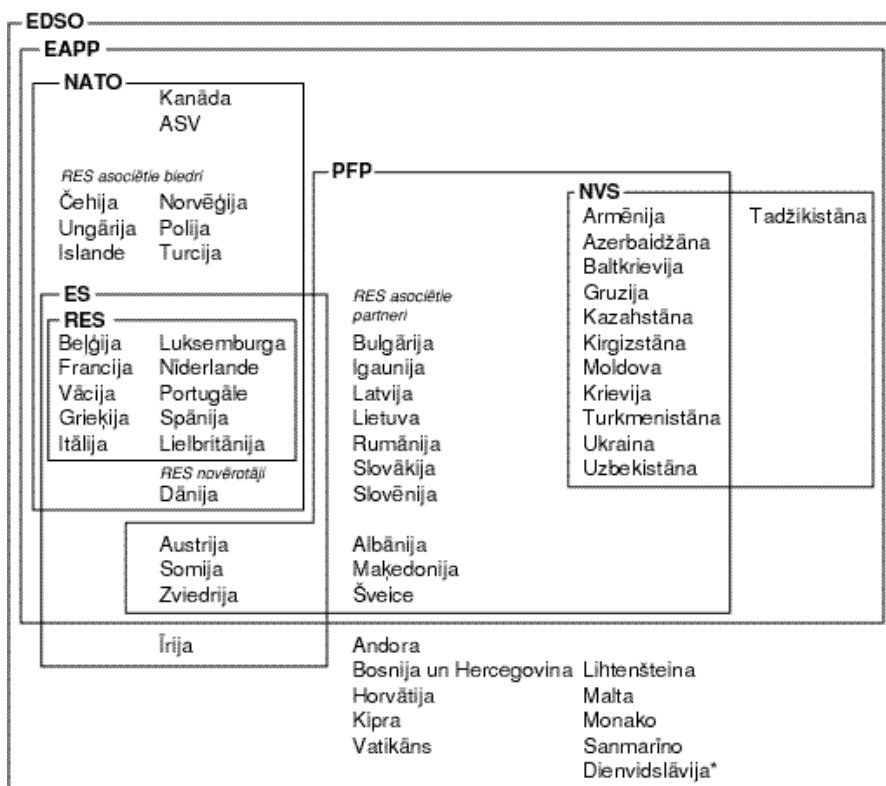 EDSO
EAPP
NATO
Kanāda
ASV
PFP
RES asociētie biedri
NVS
Čehija Norvēģija
Armēnija Tadžikistāna
Ungārija Polija
Azerbaidžāna
Islande Turcija
Baltkrievija
ES
RES asociētie
Gruzija
RES
partneri
Kazahstāna
Beļģija Luksemburga Bulgārija Kirgizstāna
Francija Nīderlande Igaunija Moldova
Vācija Portugāle Latvija Krievija
Grieķija Spānija Lietuva Turkmenistāna
Itālija Lielbritānija Rumānija Ukraina
RES novērotāji Slovākija Uzbekistāna
Dānija Slovēnija
Austrija Albānija
Somija Maķedonija
Zviedrija Šveice
Īrija Andora
Bosnija un Hercegovina Lihtenšteina
Horvātija Malta
Kipra Monako
Vatikāns Sanmarīno
Dienvidslāvija*